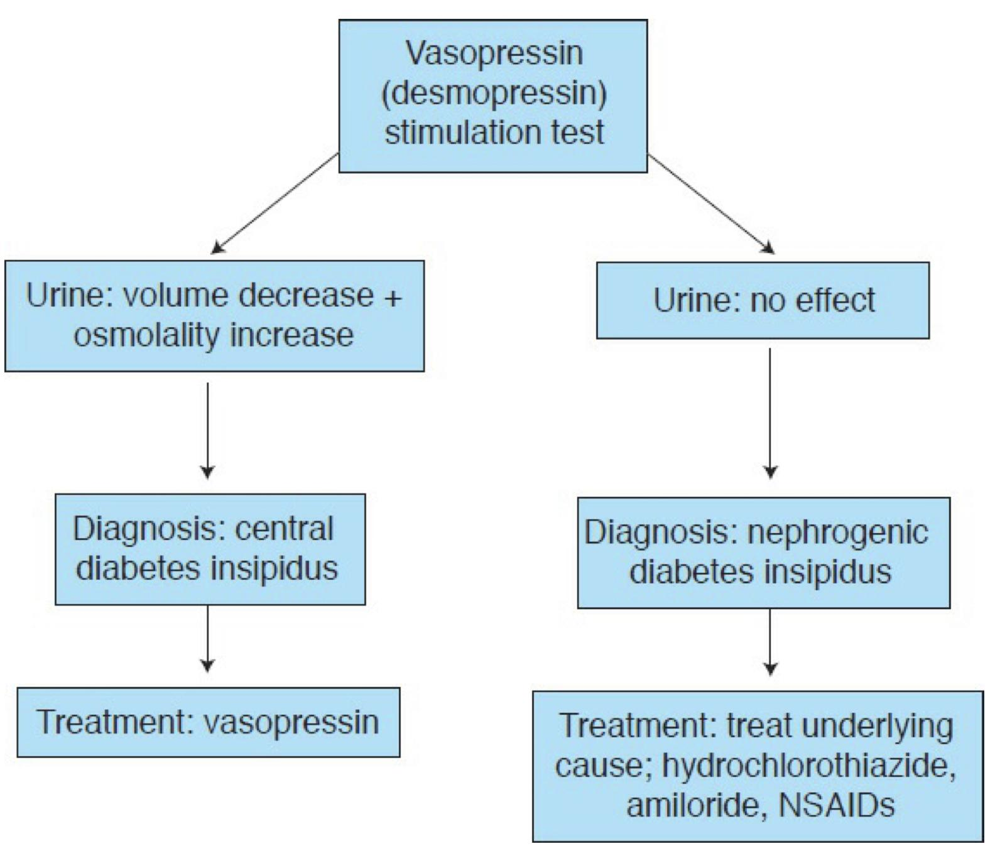 Vasopressin
(desmopressin)
stimulation test
Urine: volume decrease +
osmolality increase
Urine: no effect
Diagnosis: central
diabetes insipidus
Diagnosis: nephrogenic
diabetes insipidus
Treatment: vasopressin
Treatment: treat underlying
cause; hydrochlorothiazide,
amiloride, NSAIDs